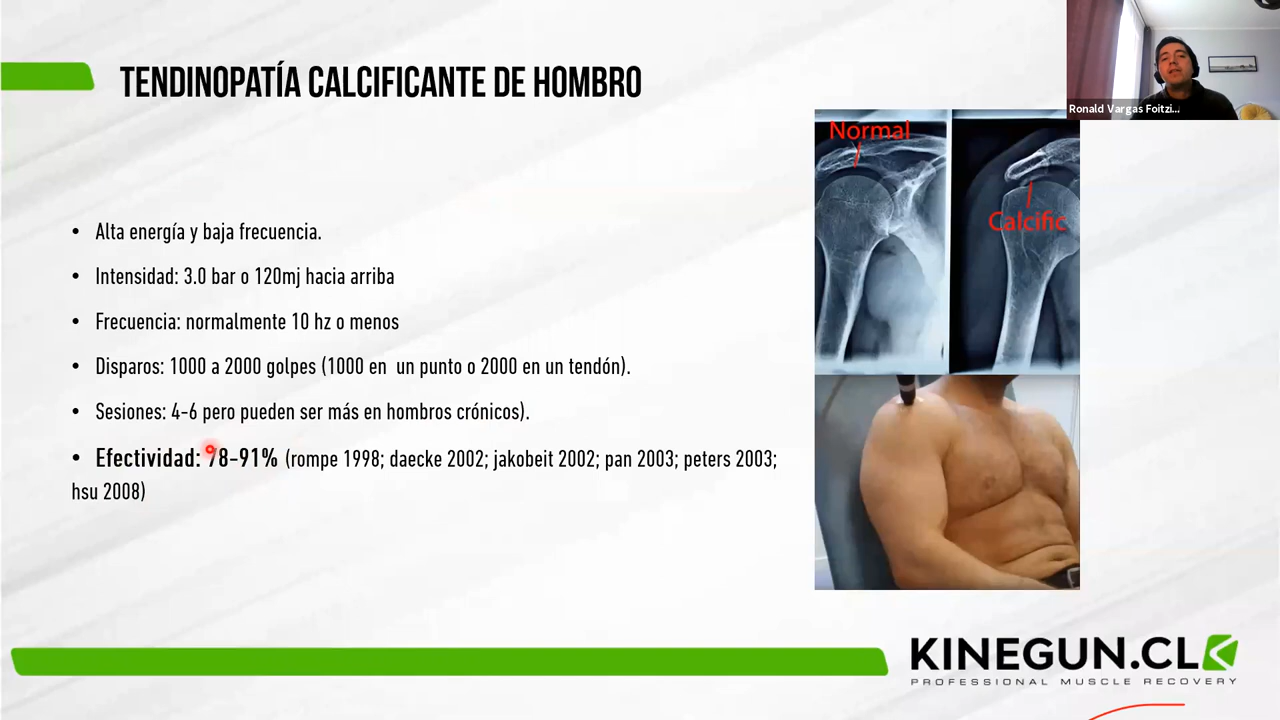 TENDINOPATÍA CALCIFICANTE DE HOMBRO
Ronald Vargas Foitzi...
Normal
Calcific
• Alta energía y baja frecuencia.
• Intensidad: 3.0 bar o 120mj hacia arriba
• Frecuencia: normalmente 10 hz o menos
• Disparos: 1000 a 2000 golpes (1000 en un punto o 2000 en un tendón).
• Sesiones: 4-6 pero pueden ser más en hombros crónicos).
• Efectividad: 78-91% (rompe 1998; daecke 2002; jakobeit 2002; pan 2003; peters 2003;
hsu 2008)
KINEGUN.CL
PROFESSIONAL MUSCLE RECOVERY